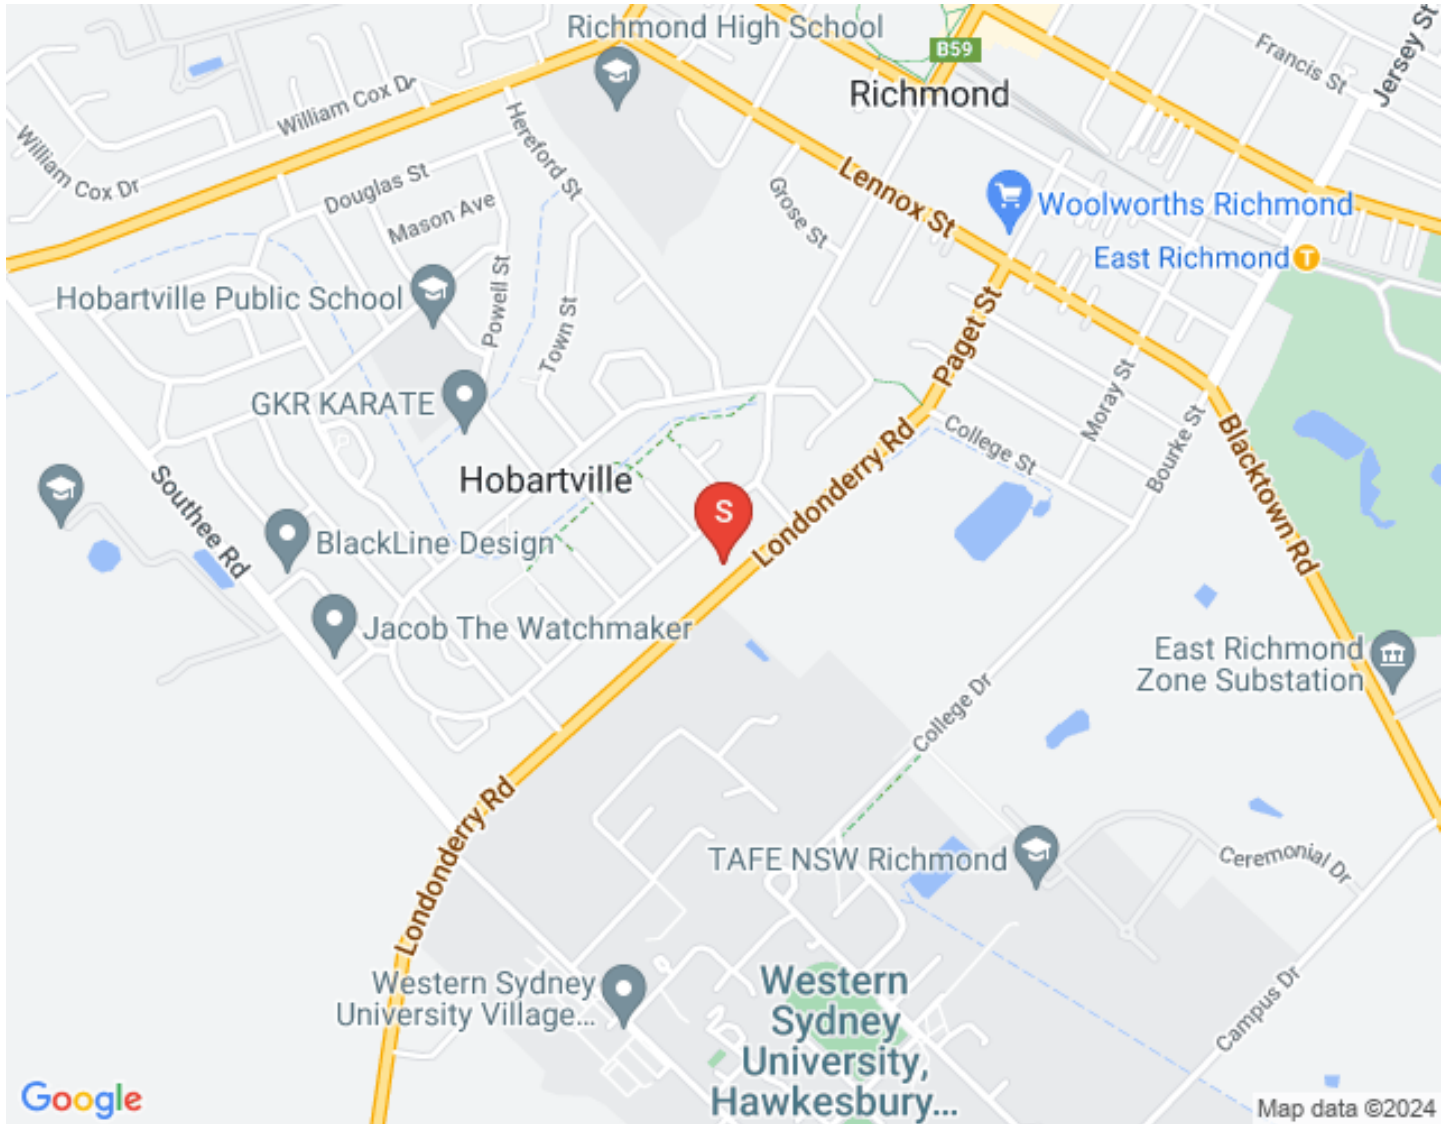 Richmond High School
B59
Francis St
Jersey St
Richmond
William Cox Dr
William Cox Dr
Hereford St
Douglas St
Mason Ave
Grose St
Lennox St
Woolworths Richmond
East Richmond
T
Hobartville Public School
Powell St
Town St
Paget St
Moray St
GKR KARATE
Bourke St
Blacktown Rd
Londonderry Rd
College St
Southee Rd
Hobartville
S
BlackLine Design
Jacob The Watchmaker
East Richmond
Zone Substation
College Dr
Londonderry Rd
TAFE NSW Richmond
Ceremonial Dr
Western Sydney
University Village...
Western
Sydney
University,
Hawkesbury...
Campus Dr
Google
Map data ©2024